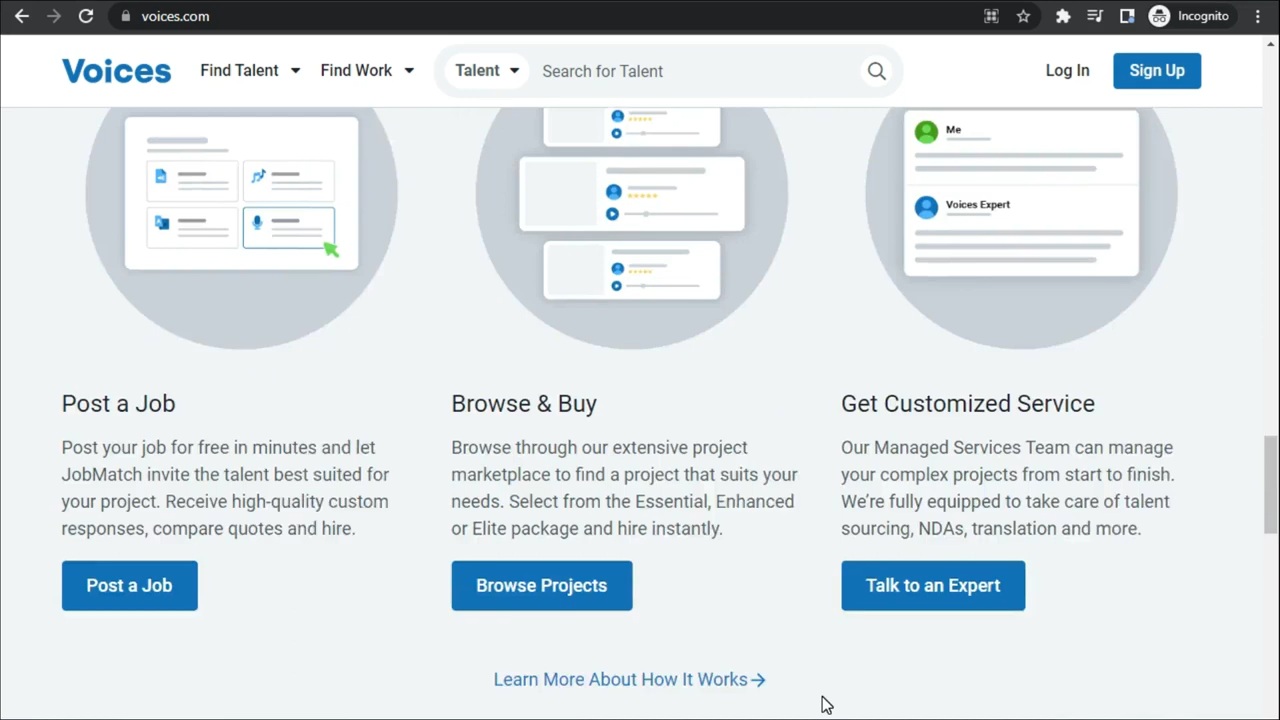 voices.com
Incognito
Voices
Find Talent
Find Work
Talent
Search for Talent
Log In
Sign Up
Me
Voices Expert
Post a Job
Post your job for free in minutes and let
JobMatch invite the talent best suited for
your project. Receive high-quality custom
responses, compare quotes and hire.
Post a Job
Browse & Buy
Browse through our extensive project
marketplace to find a project that suits your
needs. Select from the Essential, Enhanced
or Elite package and hire instantly.
Browse Projects
Get Customized Service
Our Managed Services Team can manage
your complex projects from start to finish.
We’re fully equipped to take care of talent
sourcing, NDAs, translation and more.
Talk to an Expert
Learn More About How It Works→